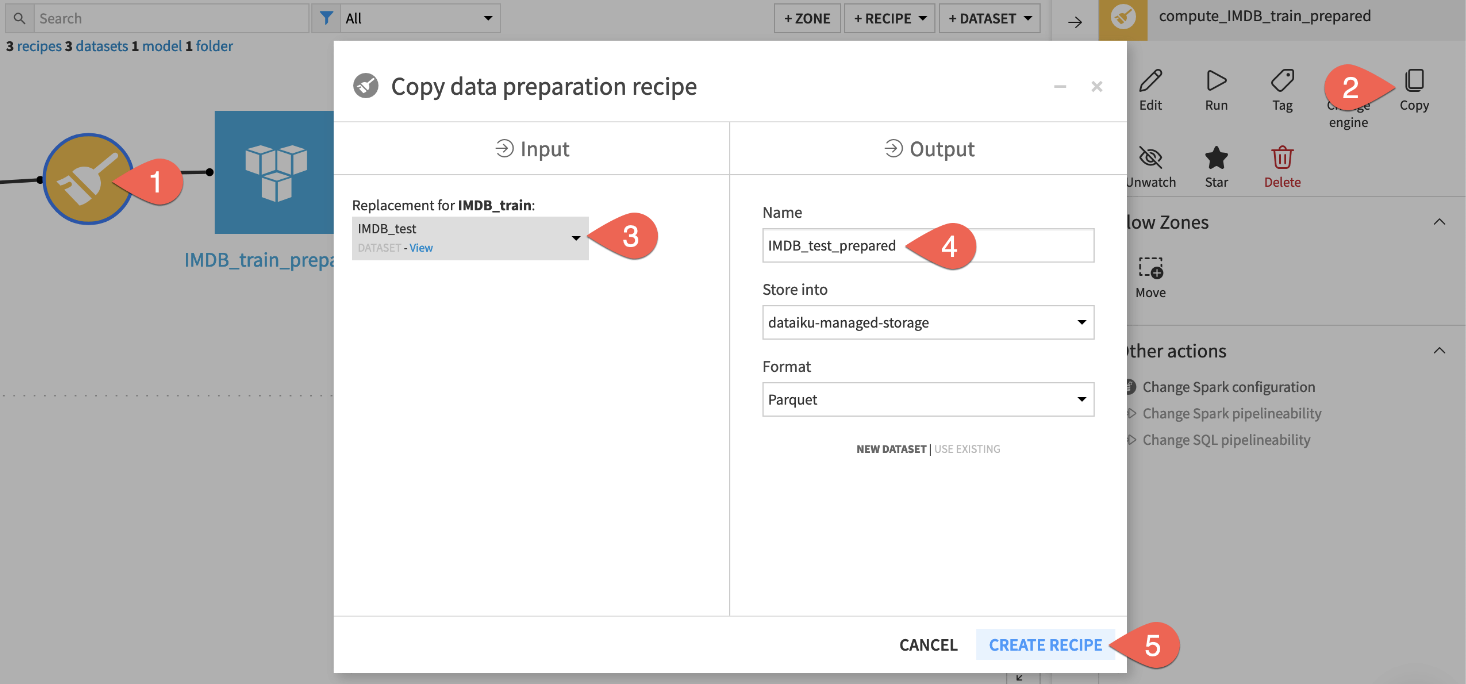 Search
All
+ ZONE
+ RECIPE
+ DATASET
compute_IMDB_train_prepared
3 recipes 3 datasets 1 model 1 folder
Copy data preparation recipe
Edit
Run
Tag
engine
2
Copy
Unwatch
Star
Delete
1
IMDB_train_prepa
Input
Output
Replacement for IMDB_train:
IMDB_test
DATASET - View
3
Name
IMDB_test_prepared
4
Store into
dataiku-managed-storage
Format
Parquet
NEW DATASET | USE EXISTING
low Zones
Move
ther actions
Change Spark configuration
Change Spark pipelineability
Change SQL pipelineability
CANCEL
CREATE RECIPE
5